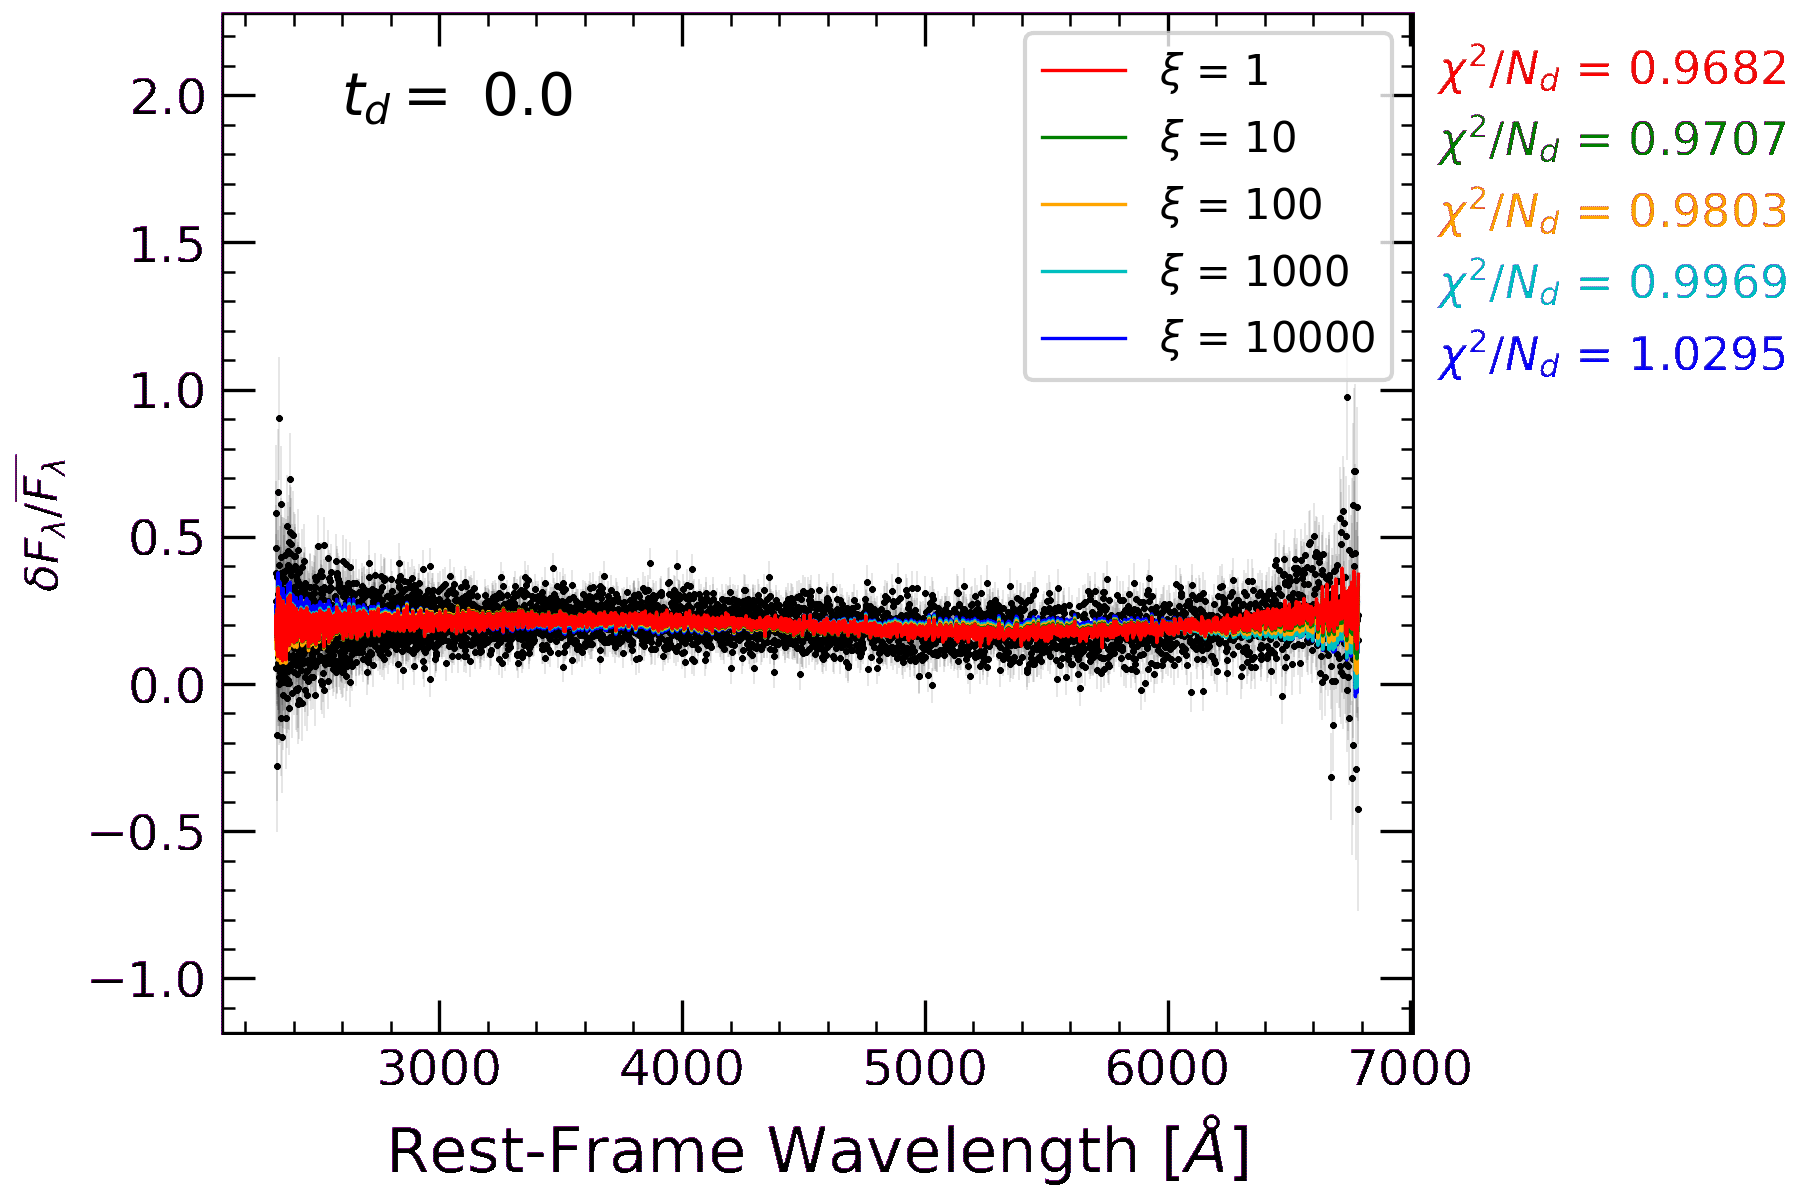 t_d = 0.0
ξ = 1
ξ = 10
ξ = 100
ξ = 1000
ξ = 10000
χ²/N_d = 0.9682
χ²/N_d = 0.9707
χ²/N_d = 0.9803
χ²/N_d = 0.9969
χ²/N_d = 1.0295
2.0
1.5
1.0
0.5
0.0
−0.5
−1.0
δF_λ/F̅_λ
3000 4000 5000 6000 7000
Rest-Frame Wavelength [Å]